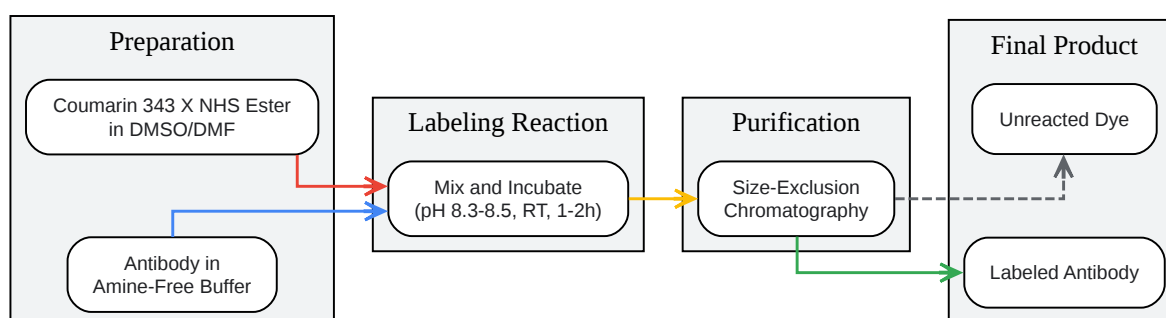 Preparation
Coumarin 343 X NHS Ester
in DMSO/DMF
Antibody in
Amine-Free Buffer
Labeling Reaction
Mix and Incubate
(pH 8.3-8.5, RT, 1-2h)
Purification
Size-Exclusion
Chromatography
Final Product
Unreacted Dye
Labeled Antibody